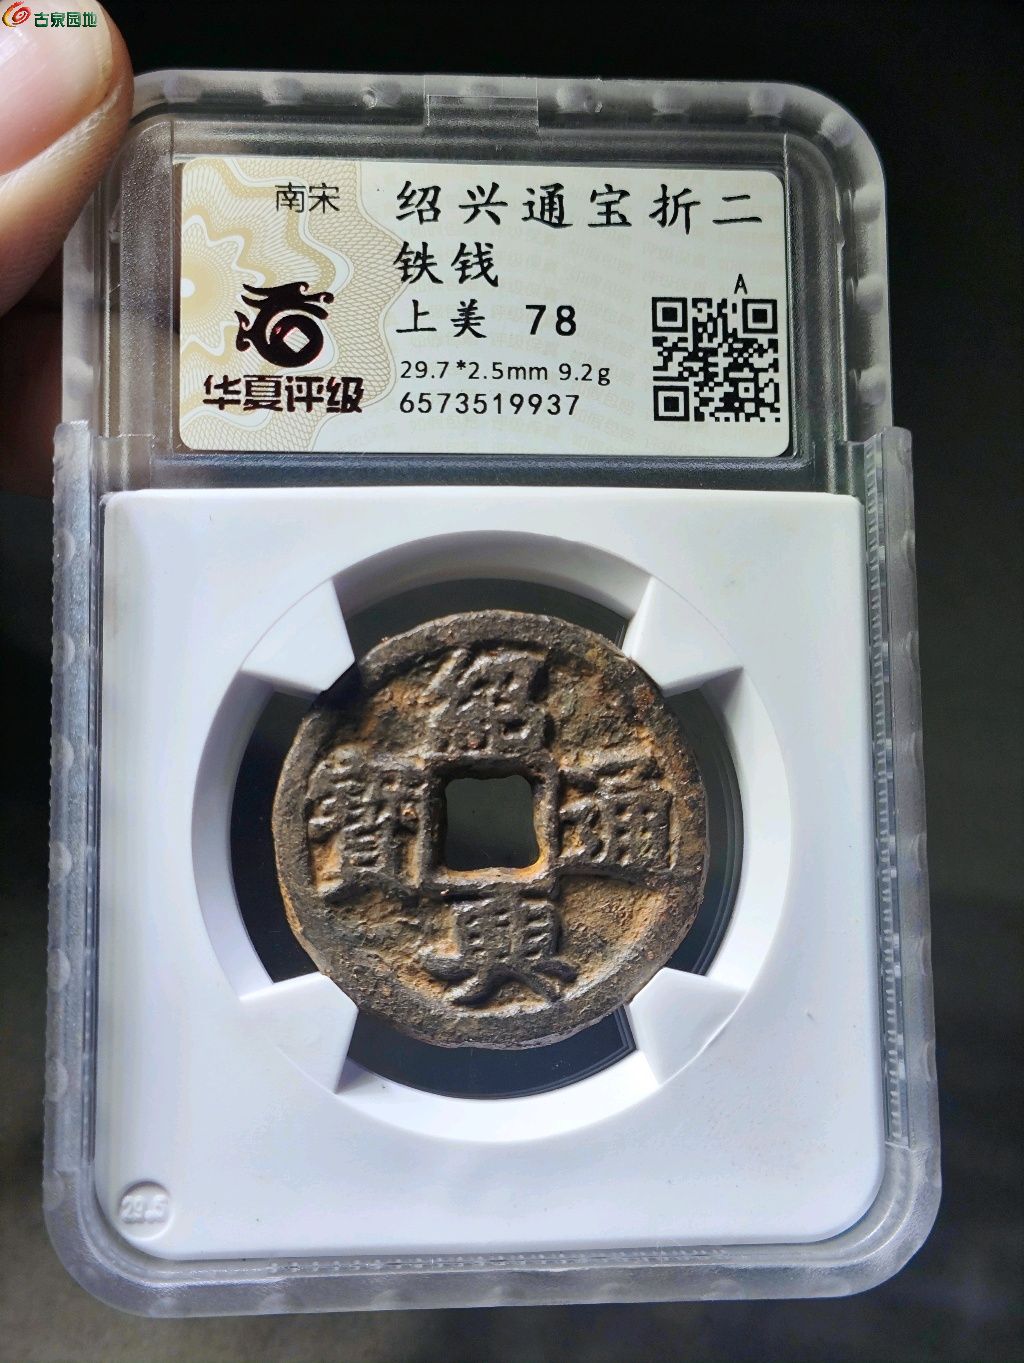 古泉园地
南宋
绍兴通宝折二
铁钱
上美 78
29.7*2.5mm 9.2g
6573519937
A
华夏评级
紹
寶 通
興
29.5